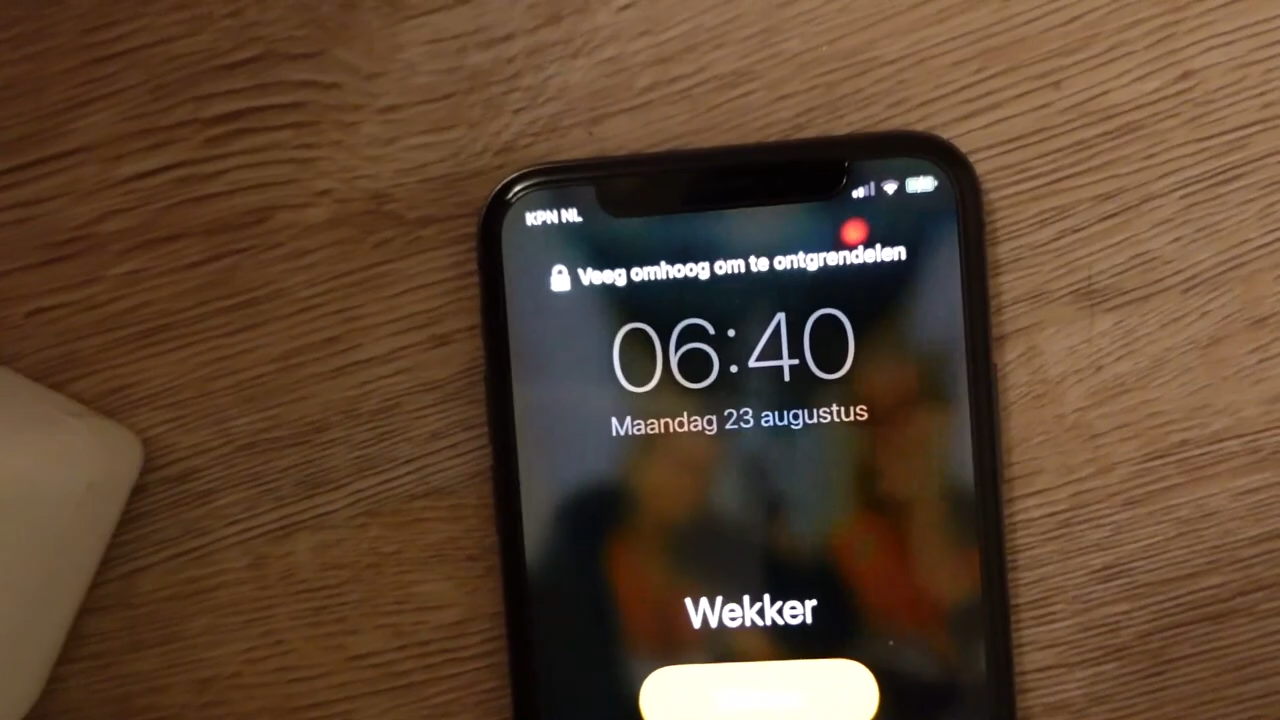 KPN NL
Veeg omhoog om te ontgrendelen
06:40
Maandag 23 augustus
Wekker